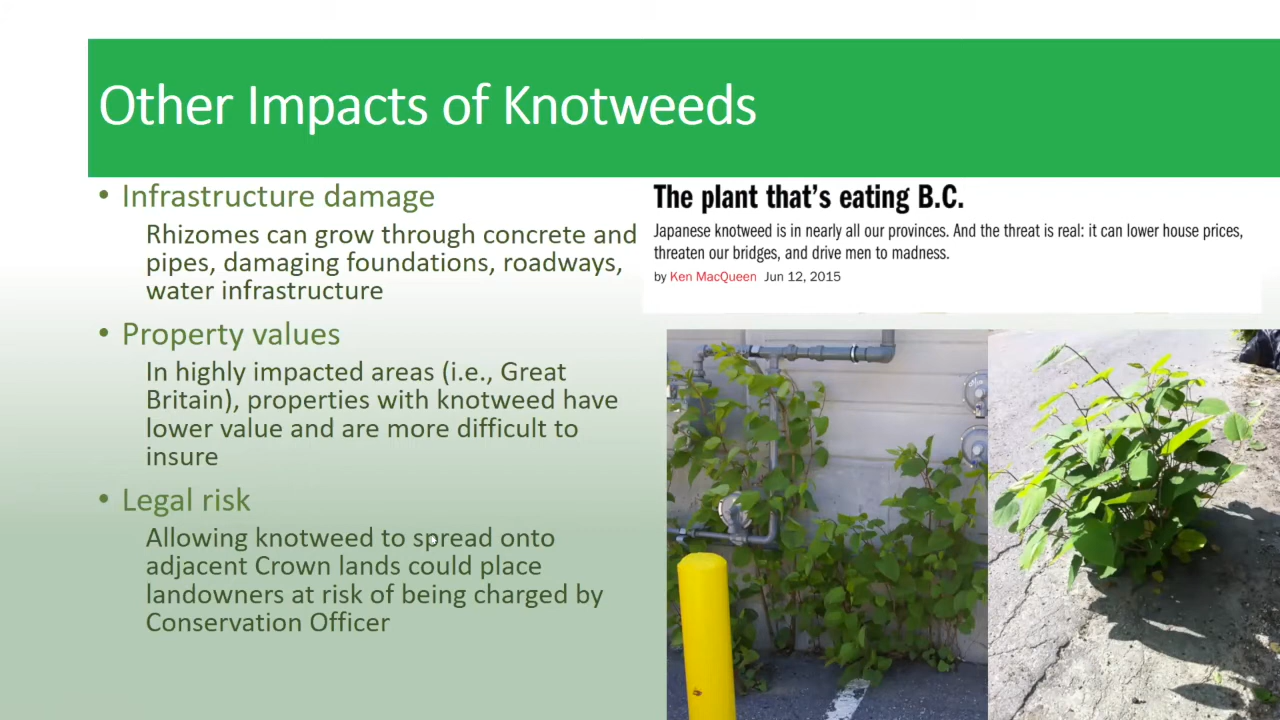 Other Impacts of Knotweeds
• Infrastructure damage
Rhizomes can grow through concrete and
pipes, damaging foundations, roadways,
water infrastructure
• Property values
In highly impacted areas (i.e., Great
Britain), properties with knotweed have
lower value and are more difficult to
insure
• Legal risk
Allowing knotweed to spread onto
adjacent Crown lands could place
landowners at risk of being charged by
Conservation Officer
The plant that’s eating B.C.
Japanese knotweed is in nearly all our provinces. And the threat is real: it can lower house prices,
threaten our bridges, and drive men to madness.
by Ken MacQueen Jun 12, 2015